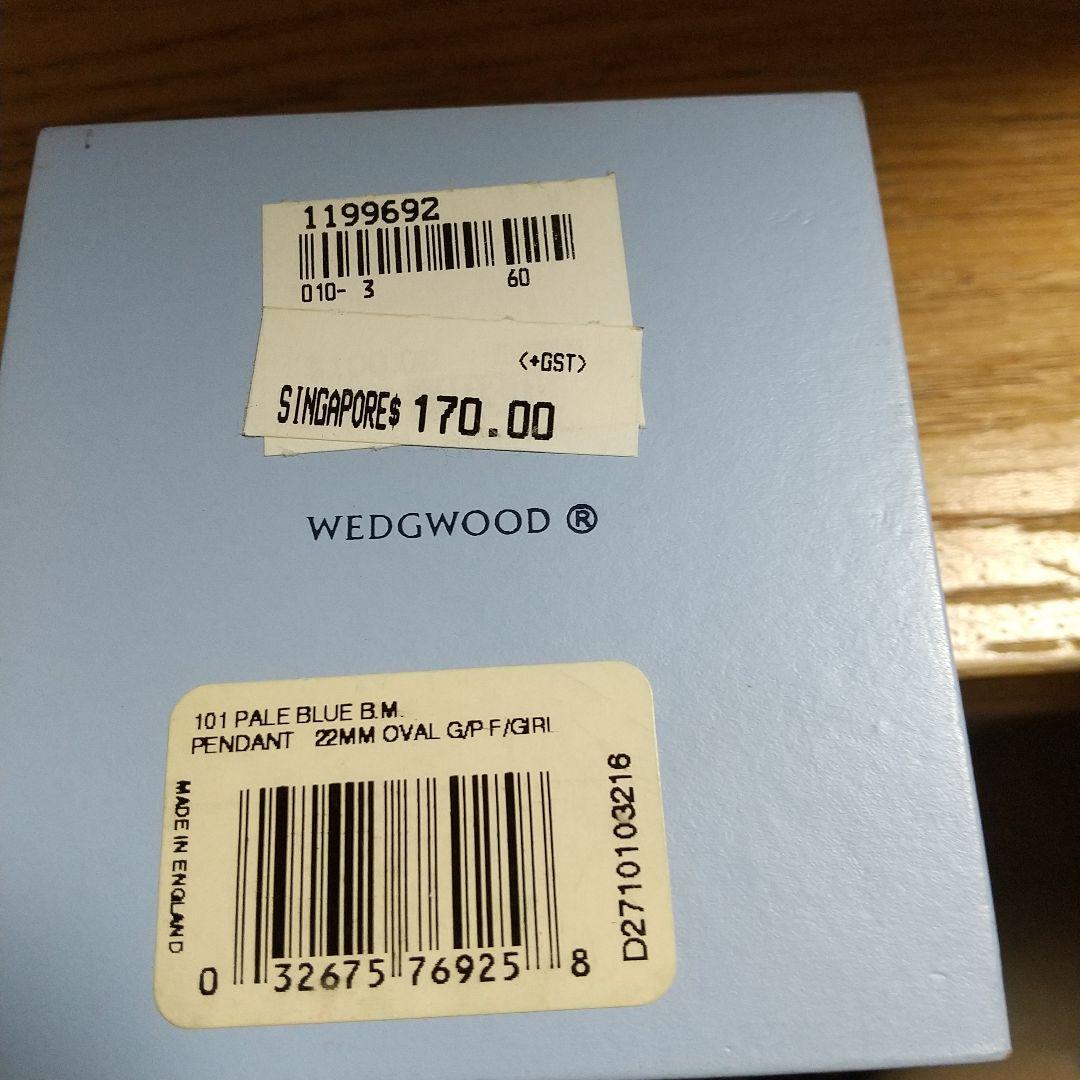 1199692
010- 3 60
(+GST)
SINGAPORE$ 170.00
WEDGWOOD ®
101 PALE BLUE B.M.
PENDANT 22MM OVAL G/P F/GIRL
MADE IN ENGLAND
D2710103216
0 32675 76925 8